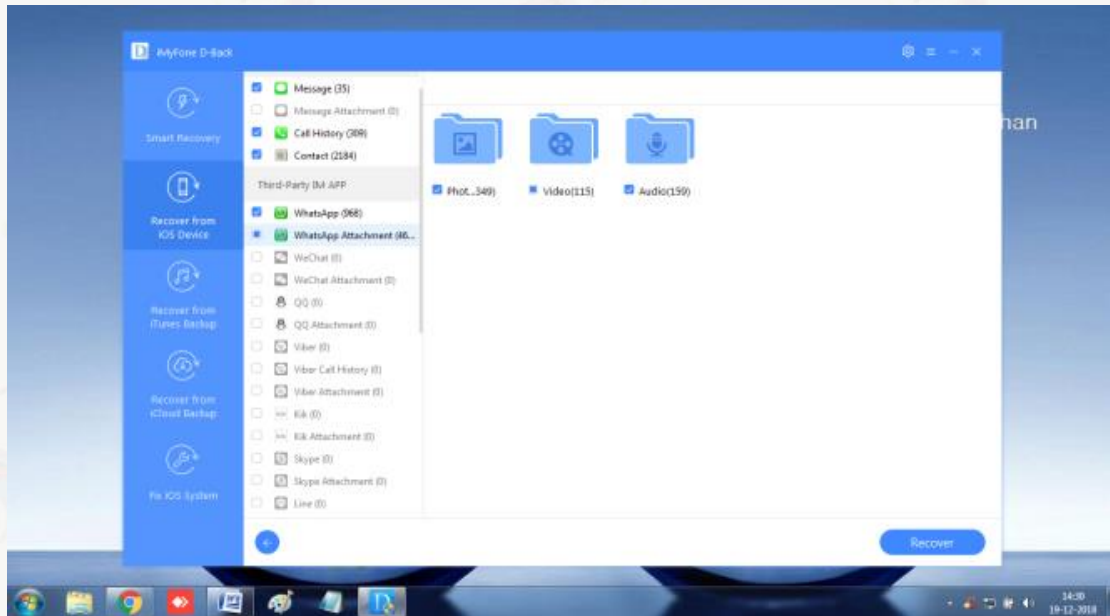 iMyFone D-Back
Smart Recovery
Recover from
iOS Device
Recover from
iTunes Backup
Recover from
iCloud Backup
Fix iOS System
Message (35)
Message Attachment (0)
Call History (309)
Contact (2184)
Third-Party IM APP
WhatsApp (968)
WhatsApp Attachment (46...
WeChat (0)
WeChat Attachment (0)
QQ (0)
QQ Attachment (0)
Viber (0)
Viber Call History (0)
Viber Attachment (0)
Kik (0)
Kik Attachment (0)
Skype (0)
Skype Attachment (0)
Line (0)
Phot...349)
Video(115)
Audio(159)
Recover
nan
14:30
19-12-2018